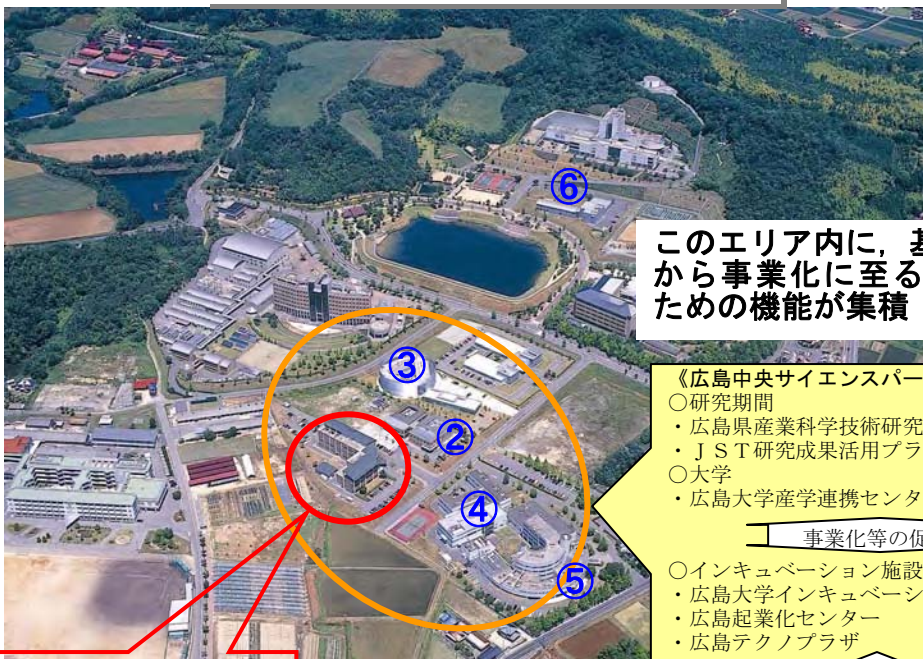 ⑥
このエリア内に，基
から事業化に至る
ための機能が集積
③
②
④
⑤
《広島中央サイエンスパー
○研究期間
・広島県産業科学技術研究
・ＪＳＴ研究成果活用プラ
○大学
・広島大学産学連携センタ
事業化等の促
○インキュベーション施設
・広島大学インキュベーシ
・広島起業化センター
・広島テクノプラザ